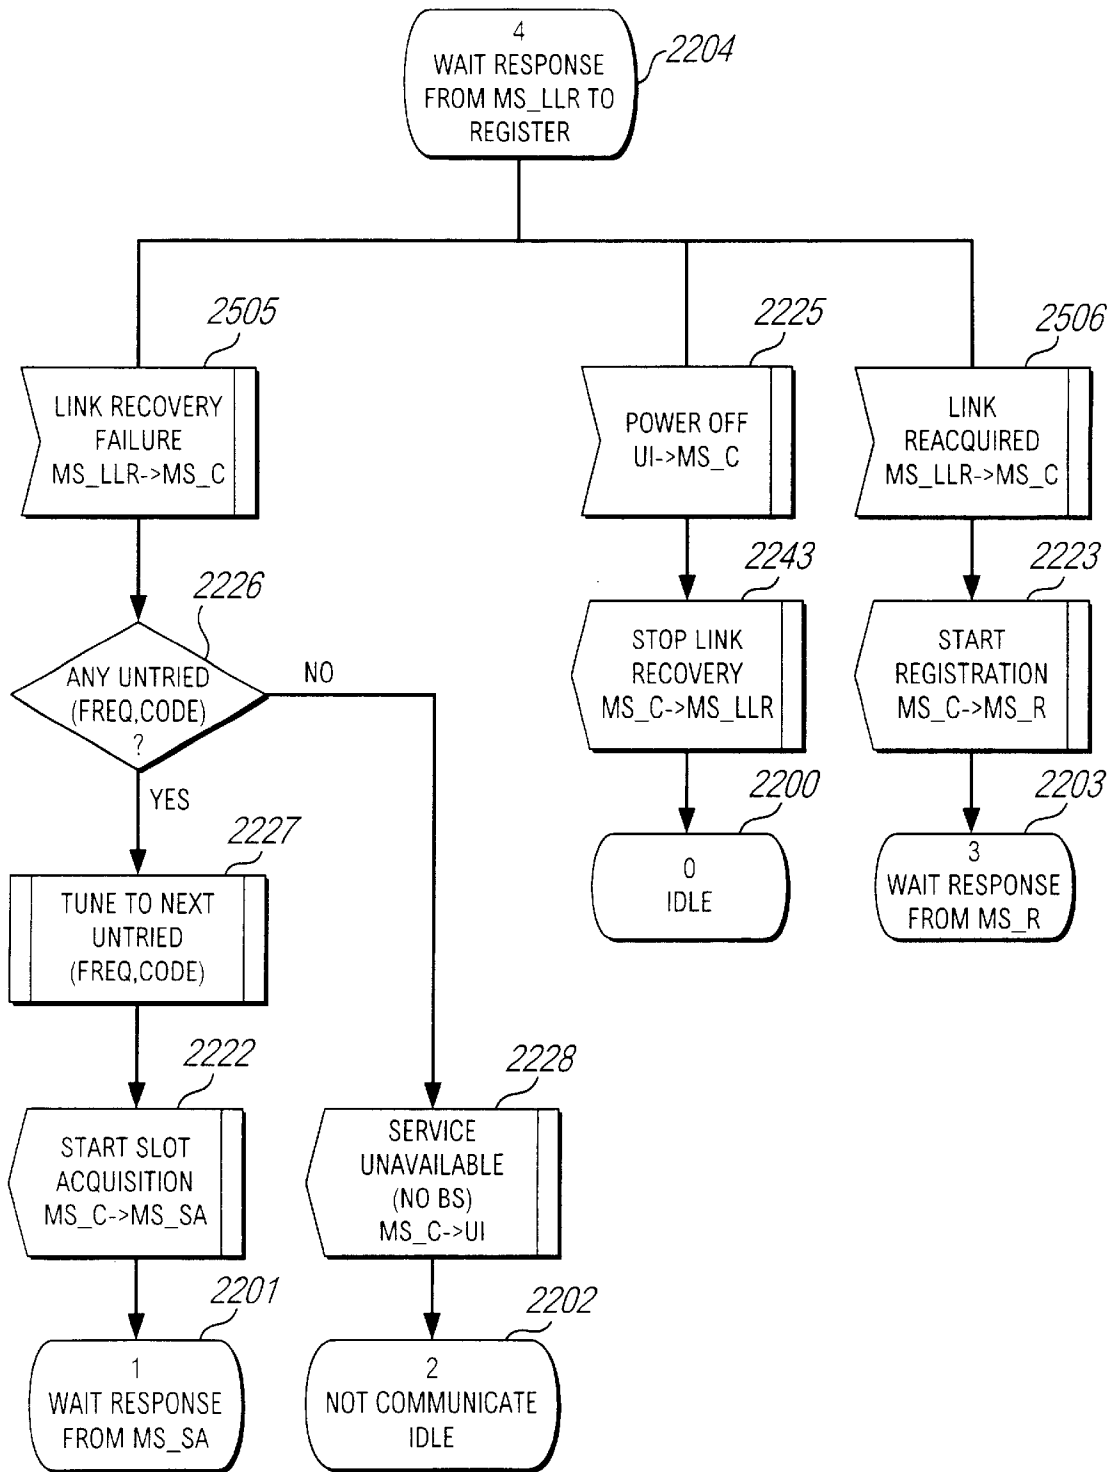 4
WAIT RESPONSE
FROM MS_LLR TO
REGISTER
2204
2505
LINK RECOVERY
FAILURE
MS_LLR->MS_C
2225
POWER OFF
UI->MS_C
2506
LINK
REACQUIRED
MS_LLR->MS_C
2226
ANY UNTRIED
(FREQ,CODE)
?
NO
YES
2243
STOP LINK
RECOVERY
MS_C->MS_LLR
2223
START
REGISTRATION
MS_C->MS_R
2200
0
IDLE
2203
3
WAIT RESPONSE
FROM MS_R
2227
TUNE TO NEXT
UNTRIED
(FREQ,CODE)
2222
START SLOT
ACQUISITION
MS_C->MS_SA
2228
SERVICE
UNAVAILABLE
(NO BS)
MS_C->UI
2201
1
WAIT RESPONSE
FROM MS_SA
2202
2
NOT COMMUNICATE
IDLE